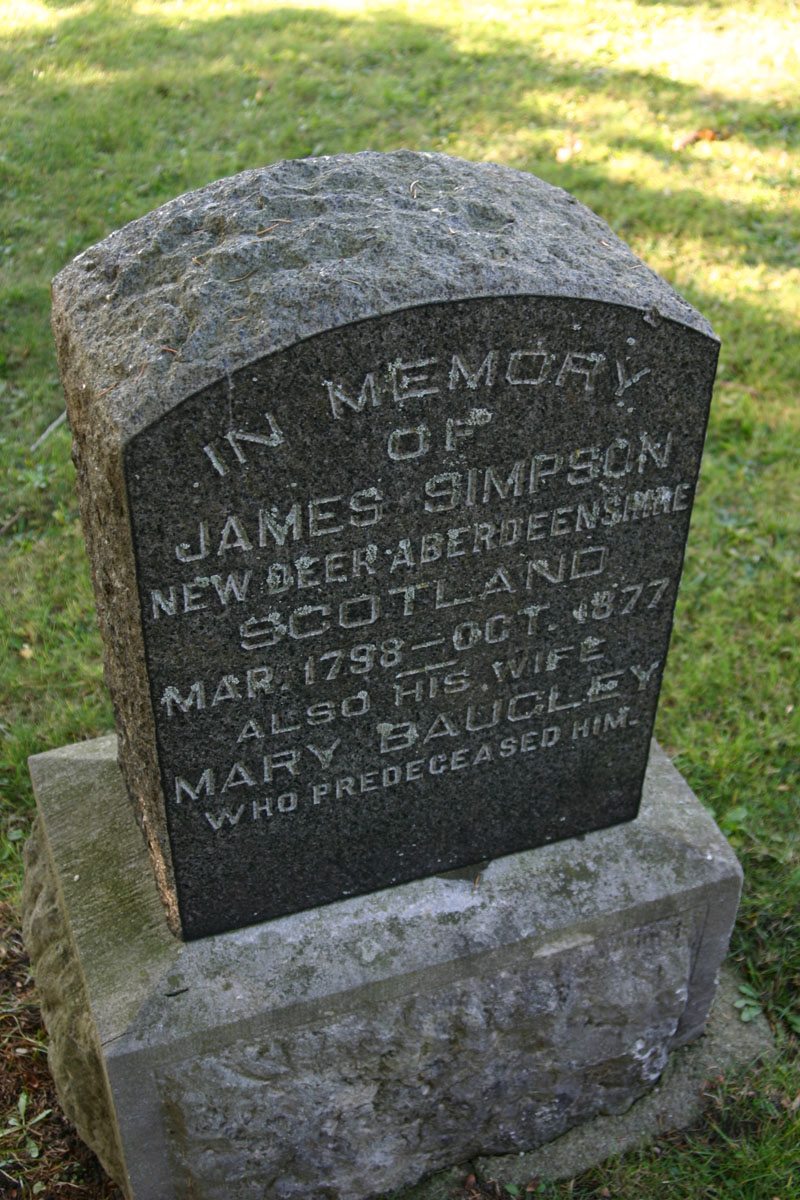 IN MEMORY
OF
JAMES SIMPSON
NEW DEER ABERDEENSHIRE
SCOTLAND
MAR. 1798 — OCT. 1877
ALSO HIS WIFE
MARY BAUGLEY
WHO PREDECEASED HIM.